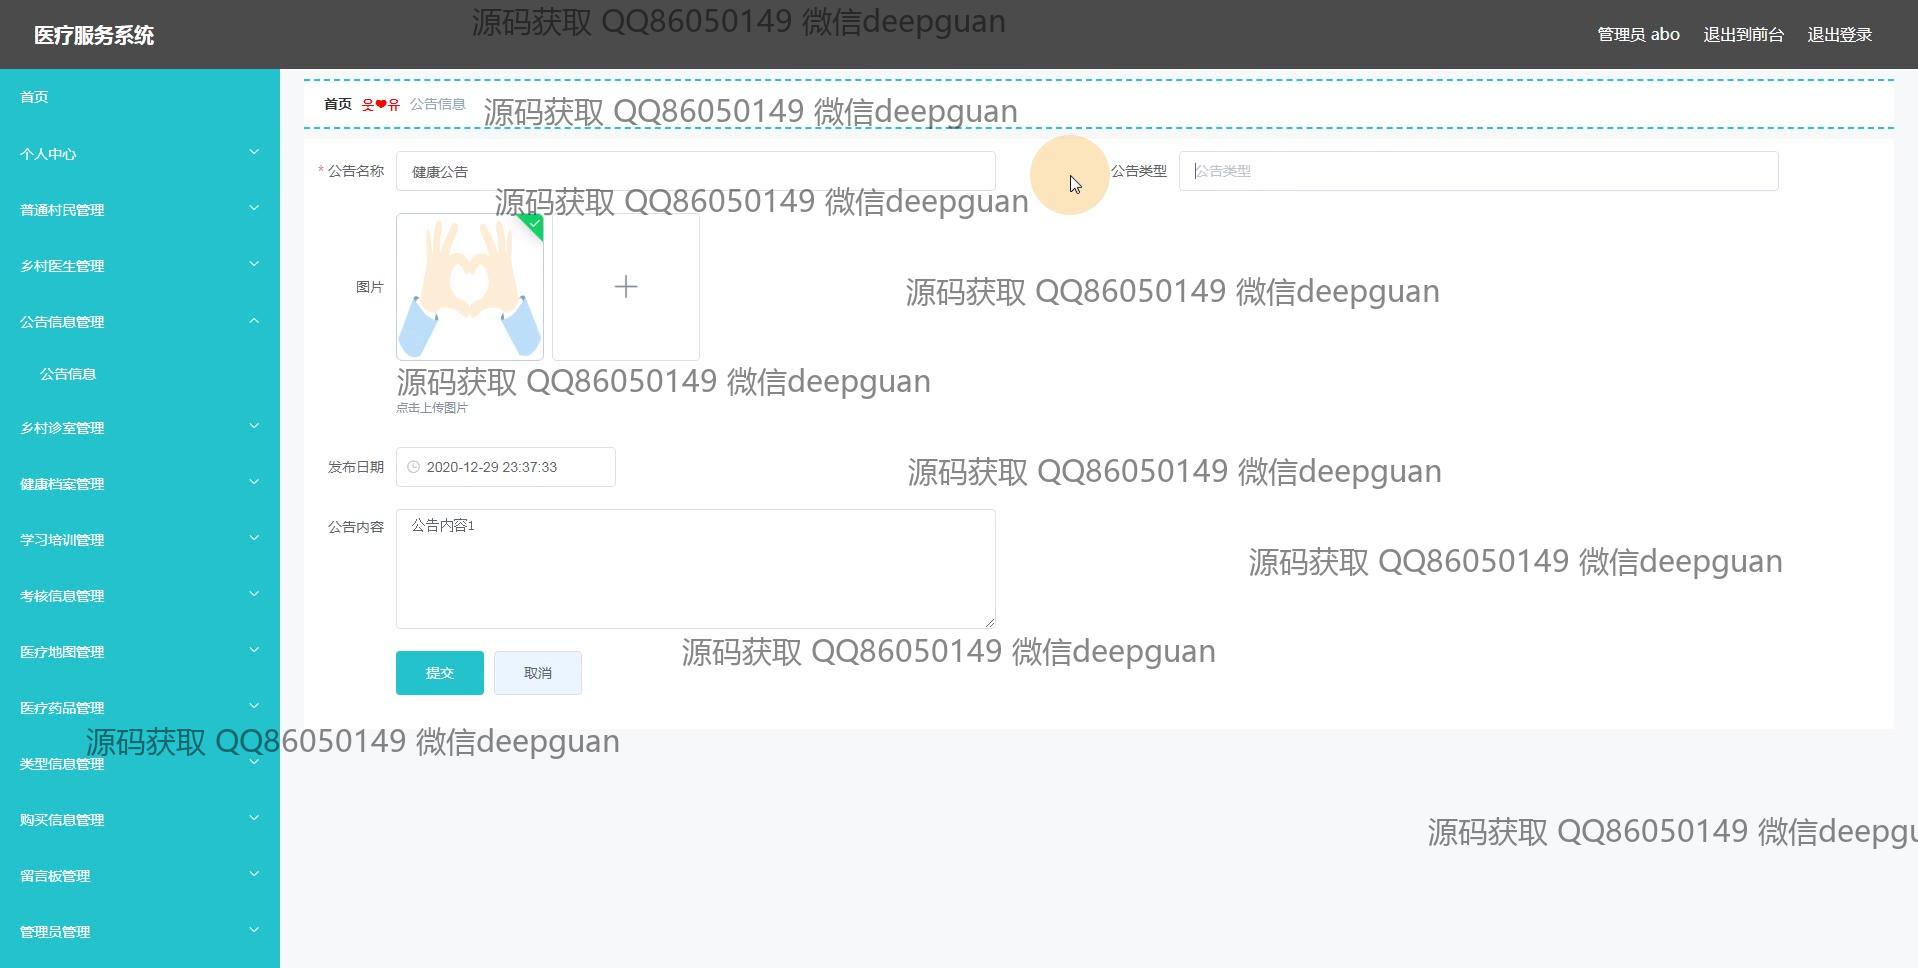 医疗服务系统
源码获取 QQ86050149 微信deepguan
管理员 abo
退出到前台
退出登录
首页
个人中心
普通村民管理
乡村医生管理
公告信息管理
公告信息
乡村诊室管理
健康档案管理
学习培训管理
考核信息管理
医疗地图管理
医疗药品管理
类型信息管理
购买信息管理
留言板管理
管理员管理
首页 웃❤유 公告信息
源码获取 QQ86050149 微信deepguan
* 公告名称
健康公告
公告类型
公告类型
源码获取 QQ86050149 微信deepguan
图片
源码获取 QQ86050149 微信deepguan
源码获取 QQ86050149 微信deepguan
点击上传图片
发布日期
2020-12-29 23:37:33
源码获取 QQ86050149 微信deepguan
公告内容
公告内容1
源码获取 QQ86050149 微信deepguan
源码获取 QQ86050149 微信deepguan
提交
取消
源码获取 QQ86050149 微信deepguan
源码获取 QQ86050149 微信deepgu